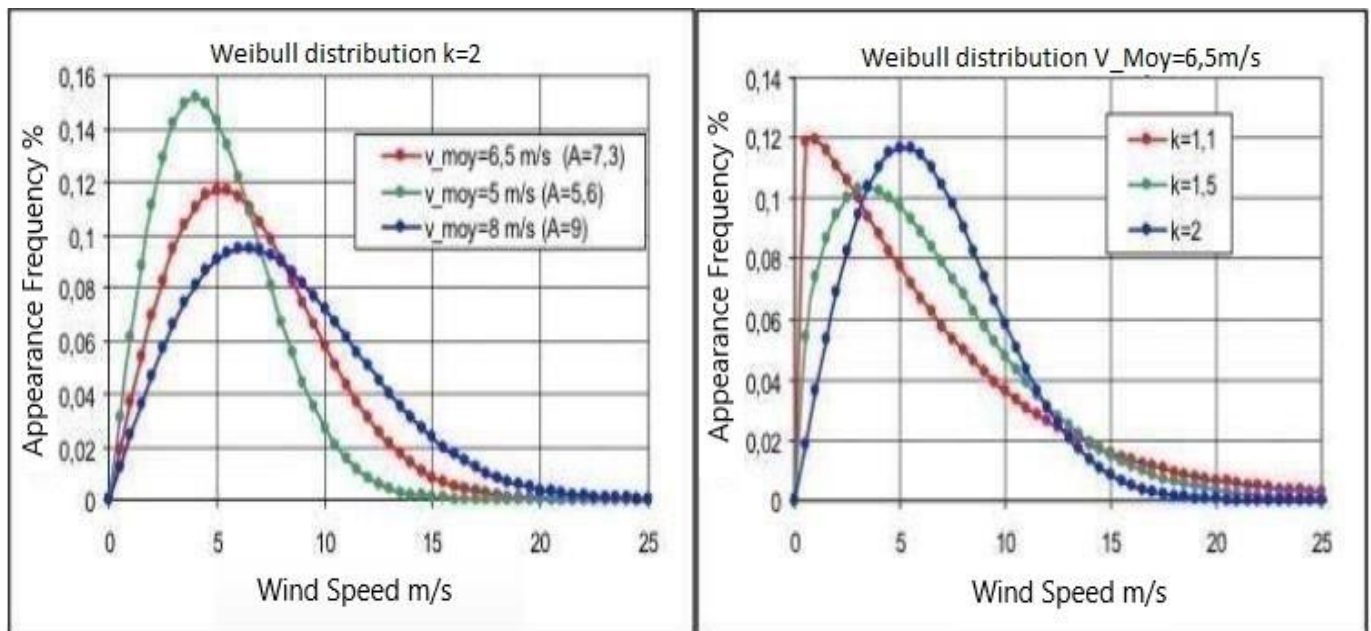 Weibull distribution k=2
0,16
0,14
0,12
0,1
0,08
0,06
0,04
0,02
0
Appearance Frequency %
v_moy=6,5 m/s (A=7,3)
v_moy=5 m/s (A=5,6)
v_moy=8 m/s (A=9)
0 5 10 15 20 25
Wind Speed m/s
Weibull distribution V_Moy=6,5m/s
0,14
0,12
0,1
0,08
0,06
0,04
0,02
0
Appearance Frequency %
k=1,1
k=1,5
k=2
0 5 10 15 20 25
Wind Speed m/s